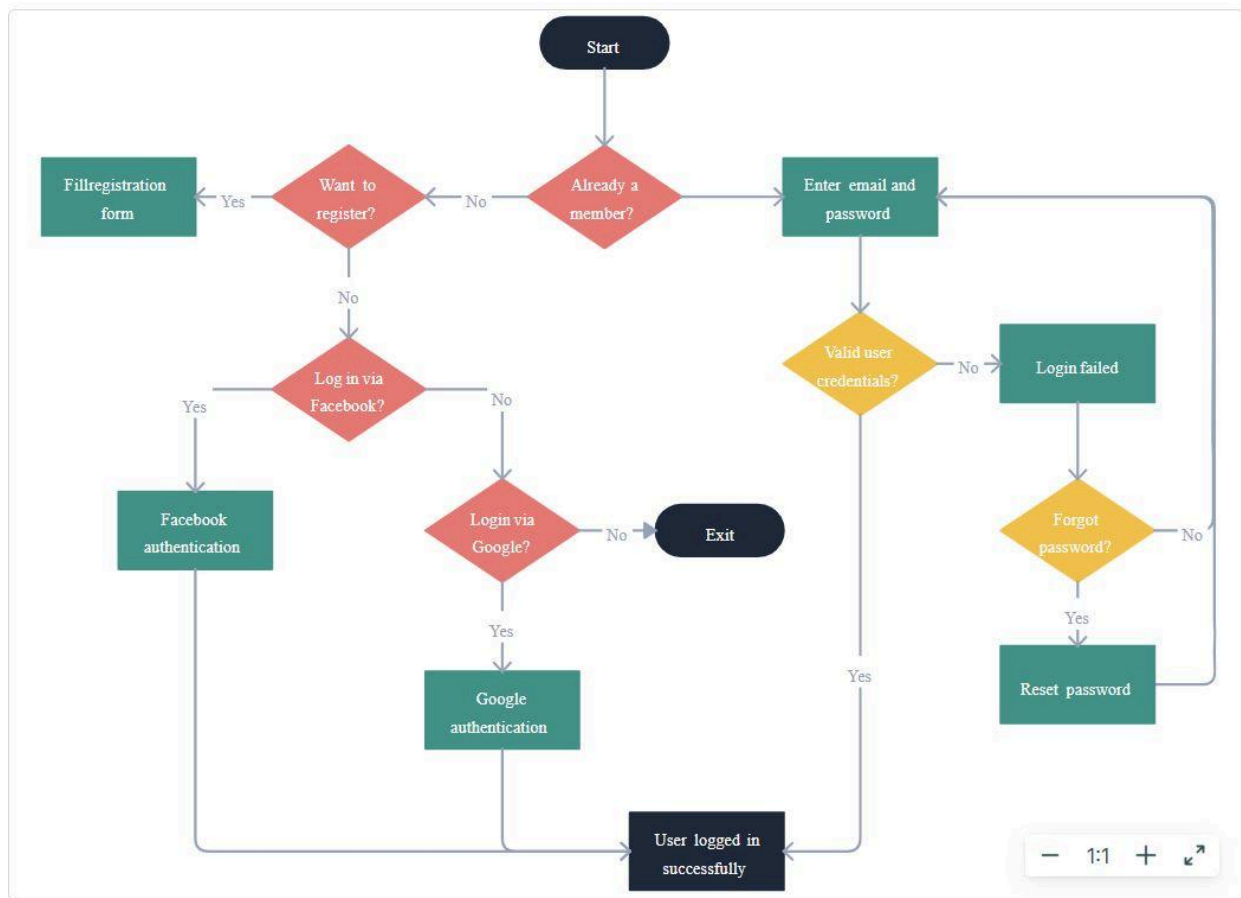 Start
Fillregistration
form
Yes
Want to
register?
No
Already a
member?
Enter email and
password
No
Log in via
Facebook?
Yes
No
Valid user
credentials?
No
Login failed
Facebook
authentication
Login via
Google?
No
Exit
Forgot
password?
No
Yes
Yes
Yes
Google
authentication
Reset password
User logged in
successfully
1:1